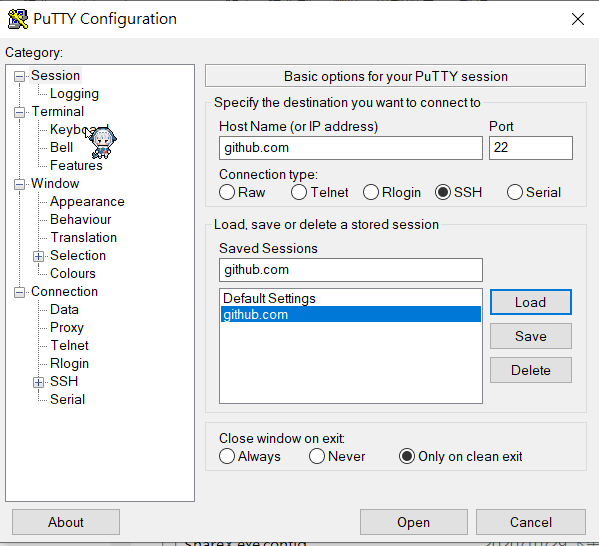 PuTTY Configuration
Category:
Session
Logging
Terminal
Bell
Features
Window
Appearance
Behaviour
Translation
Selection
Colours
Connection
Data
Proxy
Telnet
Rlogin
SSH
Serial
Basic options for your PuTTY session
Specify the destination you want to connect to
Host Name (or IP address) Port
github.com 22
Connection type:
Raw Telnet Rlogin SSH Serial
Load, save or delete a stored session
Saved Sessions
github.com
Default Settings
github.com
Load
Save
Delete
Close window on exit:
Always Never Only on clean exit
About Open Cancel